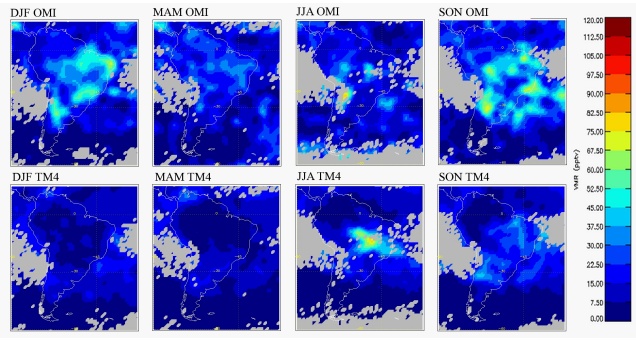 DJF OMI
MAM OMI
JJA OMI
SON OMI
DJF TM4
MAM TM4
JJA TM4
SON TM4
120.00
112.50
105.00
97.50
90.00
82.50
75.00
67.50
60.00
52.50
45.00
37.50
30.00
22.50
15.00
7.50
0.00
VMR (pptv)